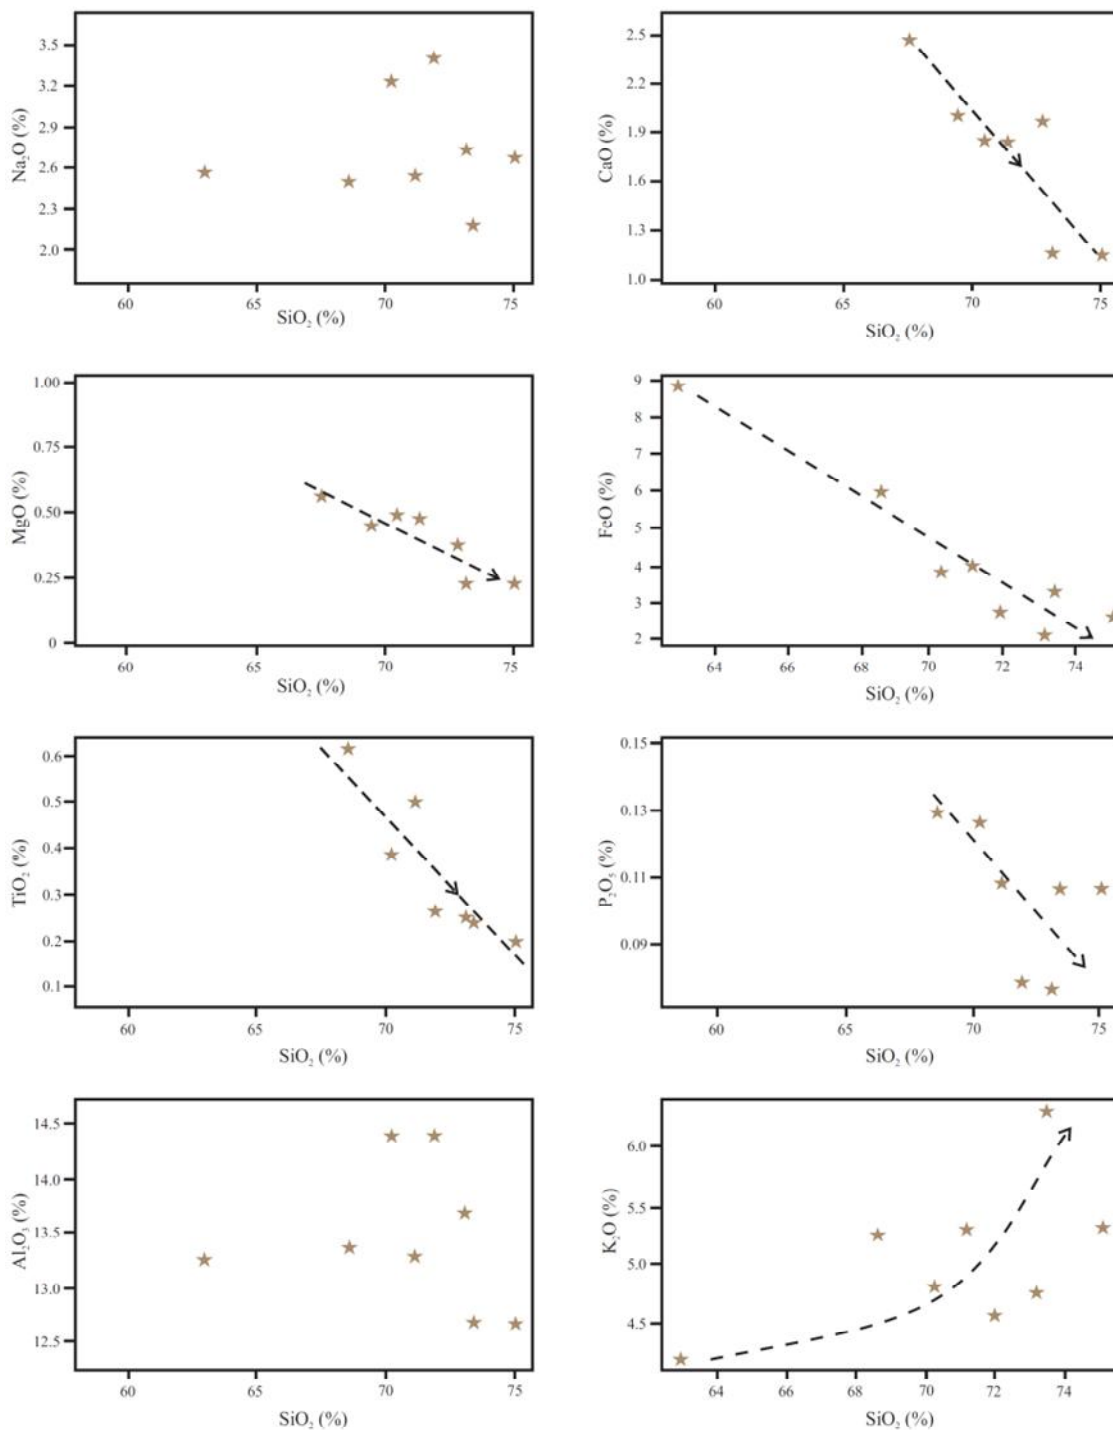 Na₂O (%)
3.5
3.2
2.9
2.6
2.3
2.0
60 65 70 75
SiO₂ (%)
CaO (%)
2.5
2.2
1.9
1.6
1.3
1.0
60 65 70 75
SiO₂ (%)
MgO (%)
1.00
0.75
0.50
0.25
0
60 65 70 75
SiO₂ (%)
FeO (%)
9
8
7
6
5
4
3
2
64 66 68 70 72 74
SiO₂ (%)
TiO₂ (%)
0.6
0.5
0.4
0.3
0.2
0.1
60 65 70 75
SiO₂ (%)
P₂O₅ (%)
0.15
0.13
0.11
0.09
60 65 70 75
SiO₂ (%)
Al₂O₃ (%)
14.5
14.0
13.5
13.0
12.5
60 65 70 75
SiO₂ (%)
K₂O (%)
6.0
5.5
5.0
4.5
64 66 68 70 72 74
SiO₂ (%)